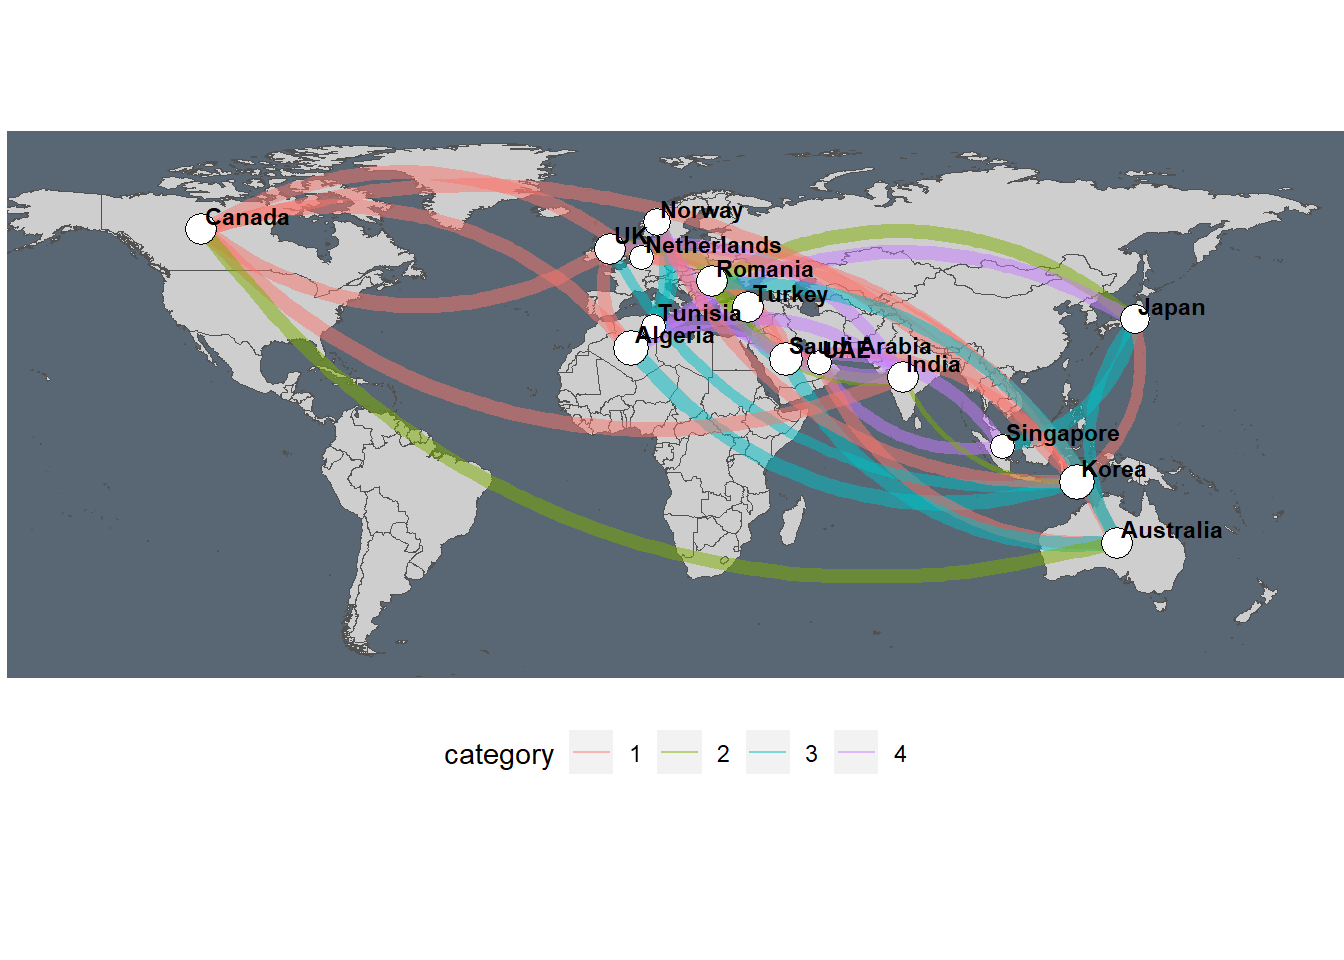 Norway
Canada
UK
Netherlands
Romania
Turkey
Japan
Tunisia
Algeria
Saudi Arabia
UAE
India
Singapore
Korea
Australia
category 1 2 3 4